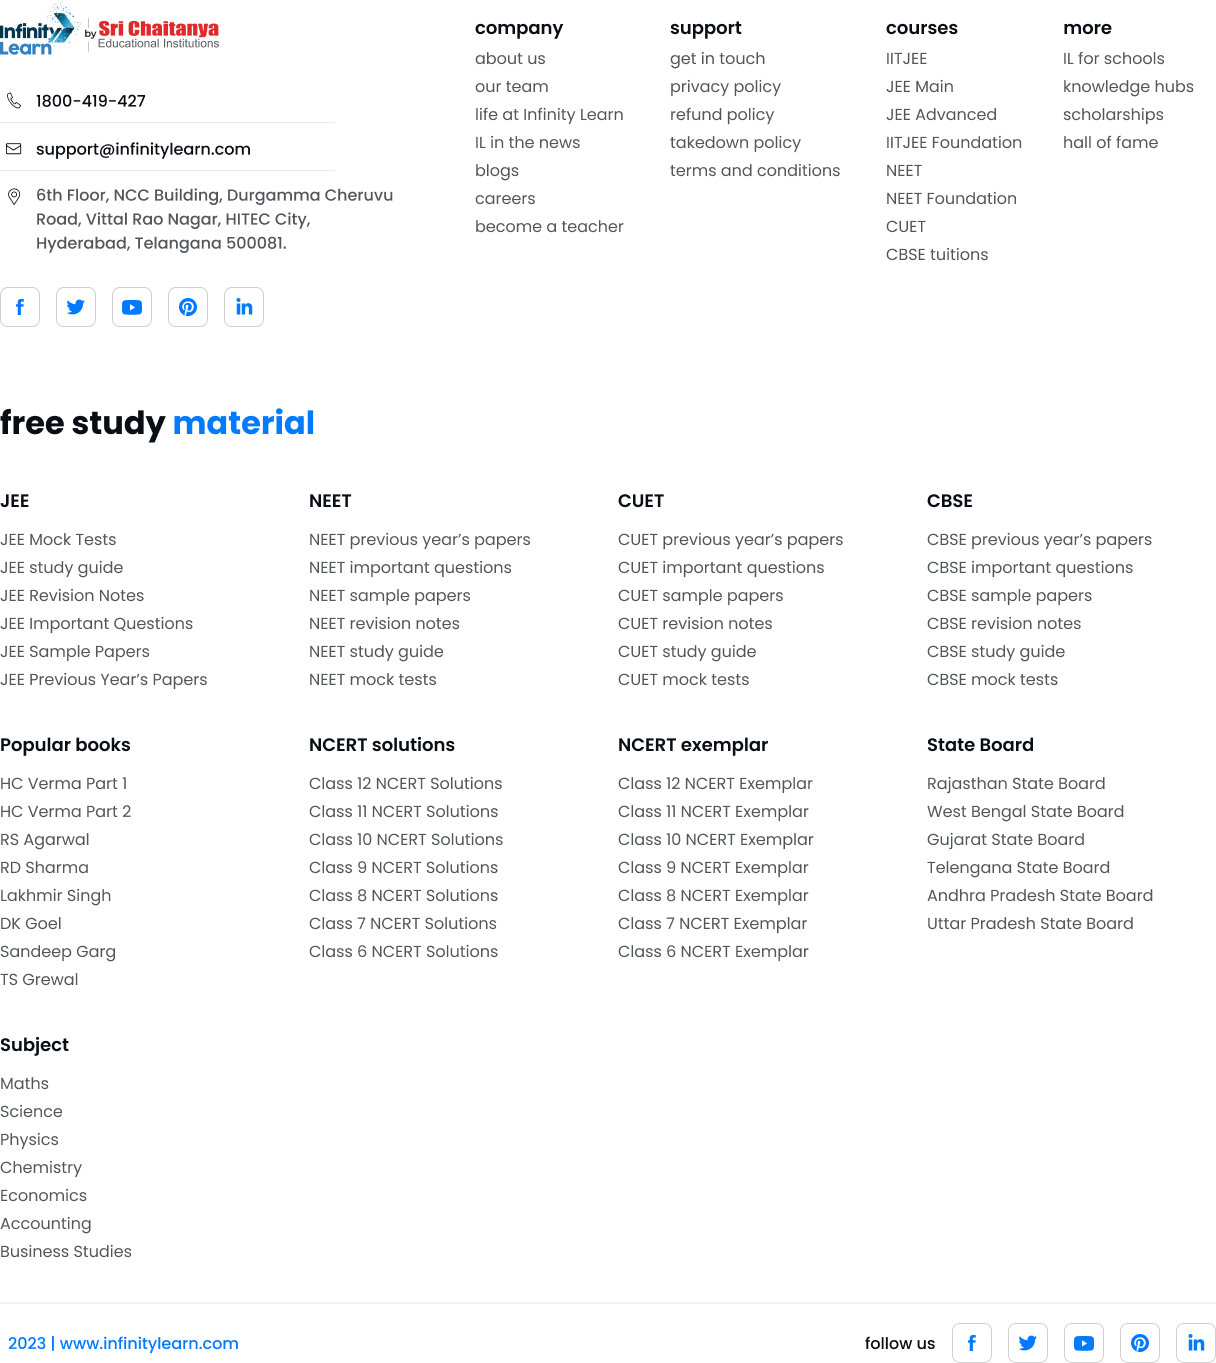 Infinity
Learn
by Sri Chaitanya
Educational Institutions
1800-419-427
support@infinitylearn.com
6th Floor, NCC Building, Durgamma Cheruvu
Road, Vittal Rao Nagar, HITEC City,
Hyderabad, Telangana 500081.
company
about us
our team
life at Infinity Learn
IL in the news
blogs
careers
become a teacher
support
get in touch
privacy policy
refund policy
takedown policy
terms and conditions
courses
IITJEE
JEE Main
JEE Advanced
IITJEE Foundation
NEET
NEET Foundation
CUET
CBSE tuitions
more
IL for schools
knowledge hubs
scholarships
hall of fame
free study material
JEE
JEE Mock Tests
JEE study guide
JEE Revision Notes
JEE Important Questions
JEE Sample Papers
JEE Previous Year’s Papers
NEET
NEET previous year’s papers
NEET important questions
NEET sample papers
NEET revision notes
NEET study guide
NEET mock tests
CUET
CUET previous year’s papers
CUET important questions
CUET sample papers
CUET revision notes
CUET study guide
CUET mock tests
CBSE
CBSE previous year’s papers
CBSE important questions
CBSE sample papers
CBSE revision notes
CBSE study guide
CBSE mock tests
Popular books
HC Verma Part 1
HC Verma Part 2
RS Agarwal
RD Sharma
Lakhmir Singh
DK Goel
Sandeep Garg
TS Grewal
NCERT solutions
Class 12 NCERT Solutions
Class 11 NCERT Solutions
Class 10 NCERT Solutions
Class 9 NCERT Solutions
Class 8 NCERT Solutions
Class 7 NCERT Solutions
Class 6 NCERT Solutions
NCERT exemplar
Class 12 NCERT Exemplar
Class 11 NCERT Exemplar
Class 10 NCERT Exemplar
Class 9 NCERT Exemplar
Class 8 NCERT Exemplar
Class 7 NCERT Exemplar
Class 6 NCERT Exemplar
State Board
Rajasthan State Board
West Bengal State Board
Gujarat State Board
Telengana State Board
Andhra Pradesh State Board
Uttar Pradesh State Board
Subject
Maths
Science
Physics
Chemistry
Economics
Accounting
Business Studies
2023 | www.infinitylearn.com
follow us